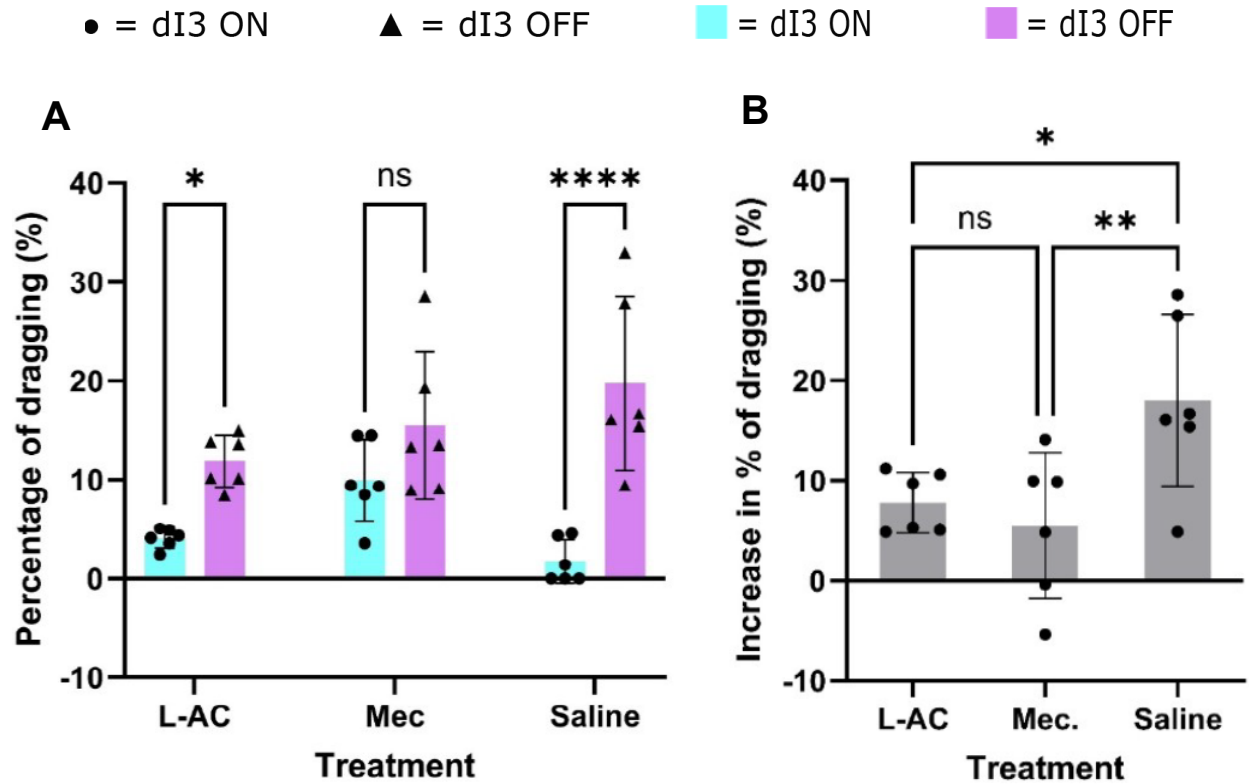 ● = dI3 ON ▲ = dI3 OFF = dI3 ON = dI3 OFF
A
Percentage of dragging (%)
40
30
20
10
0
-10
*
ns
****
L-AC Mec Saline
Treatment
B
Increase in % of dragging (%)
40
30
20
10
0
-10
*
ns
**
L-AC Mec. Saline
Treatment